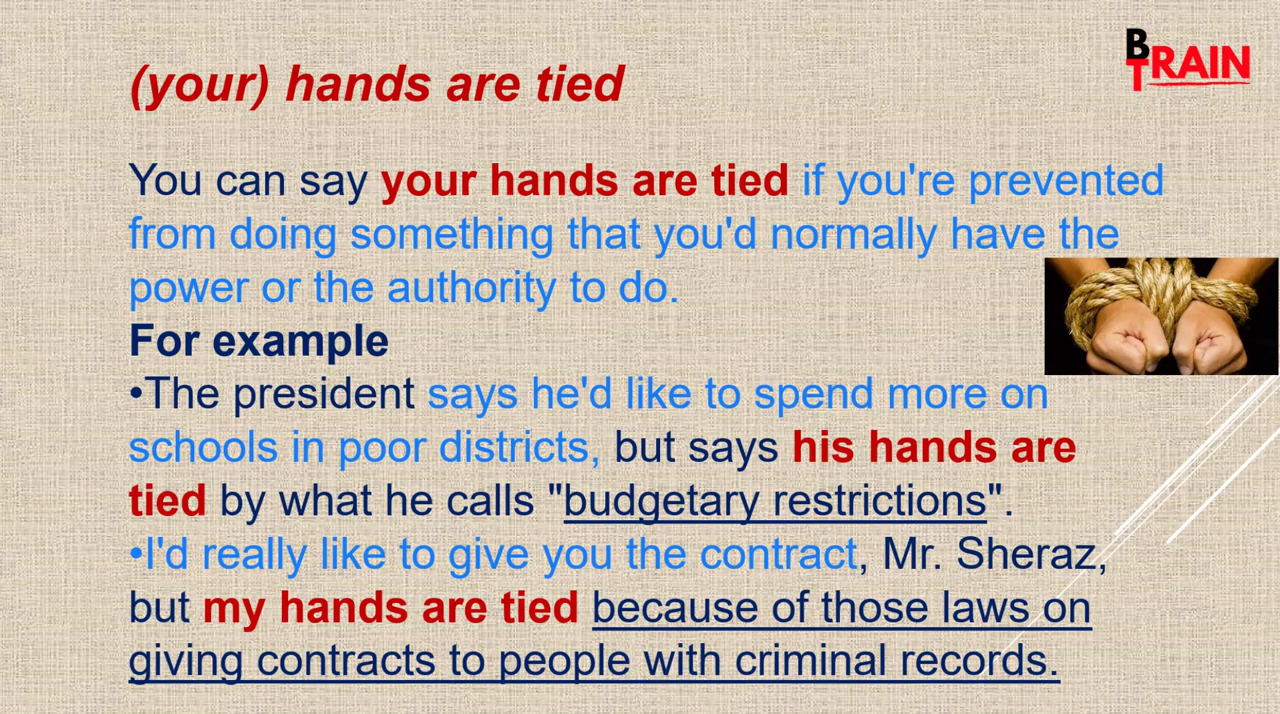 (your) hands are tied
B
TRAIN
You can say your hands are tied if you're prevented
from doing something that you'd normally have the
power or the authority to do.
For example
•The president says he'd like to spend more on
schools in poor districts, but says his hands are
tied by what he calls "budgetary restrictions".
•I'd really like to give you the contract, Mr. Sheraz,
but my hands are tied because of those laws on
giving contracts to people with criminal records.